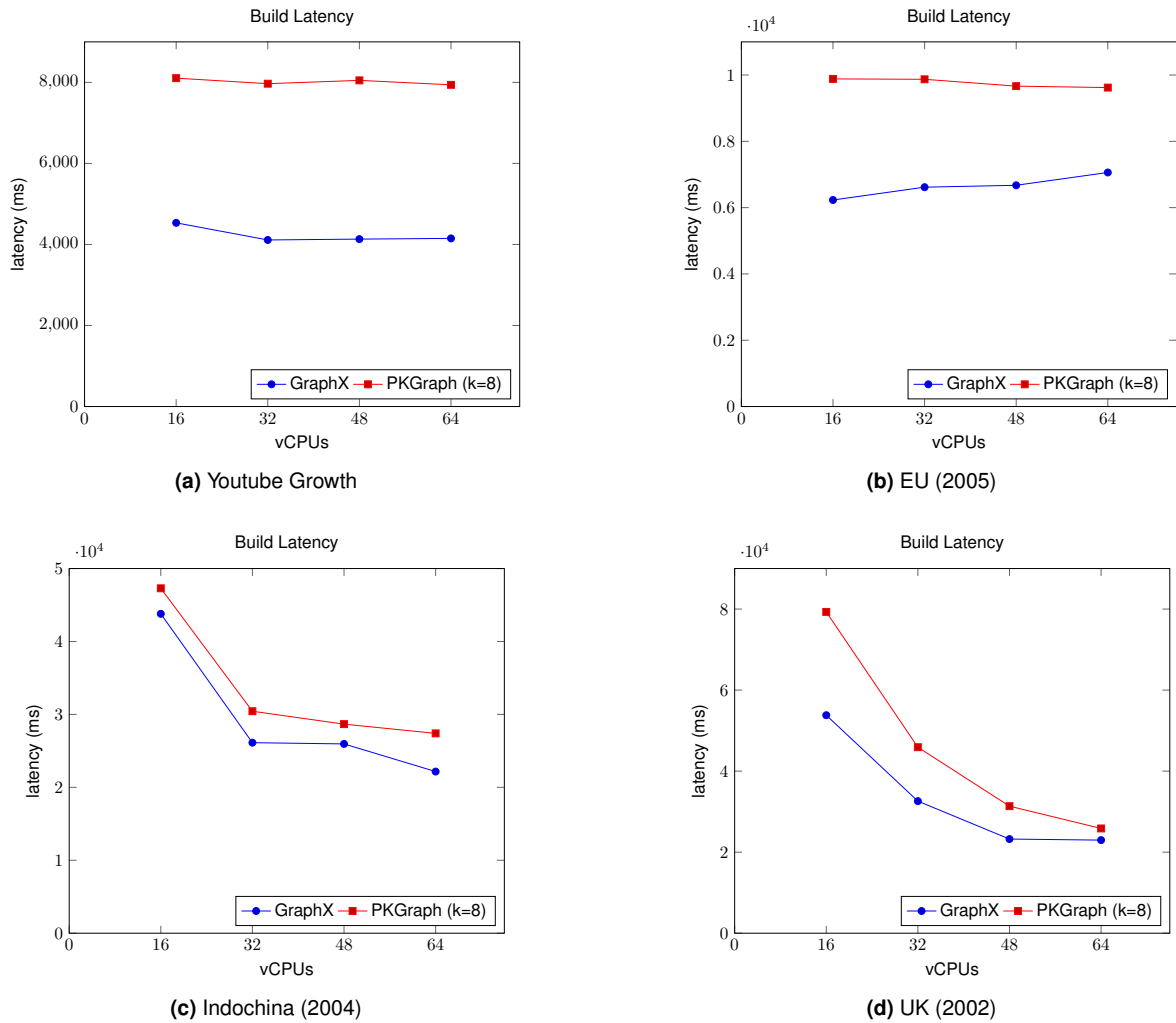 Build Latency
8,000
6,000
4,000
2,000
0
latency (ms)
GraphX PKGraph (k=8)
0 16 32 48 64
vCPUs
(a) Youtube Growth
Build Latency
·10^4
1
0.8
0.6
0.4
0.2
0
latency (ms)
GraphX PKGraph (k=8)
0 16 32 48 64
vCPUs
(b) EU (2005)
Build Latency
·10^4
5
4
3
2
1
0
latency (ms)
GraphX PKGraph (k=8)
0 16 32 48 64
vCPUs
(c) Indochina (2004)
Build Latency
·10^4
8
6
4
2
0
latency (ms)
GraphX PKGraph (k=8)
0 16 32 48 64
vCPUs
(d) UK (2002)